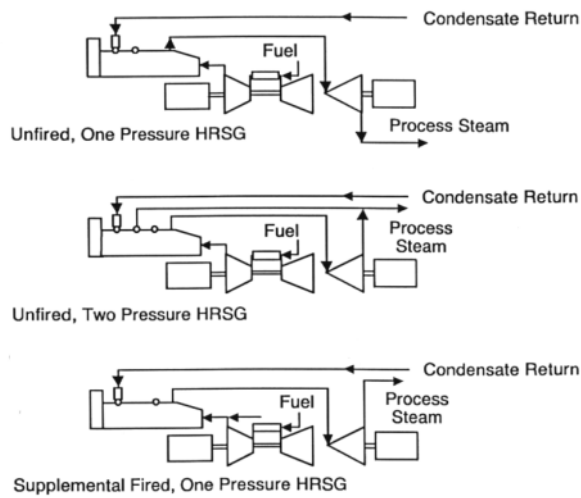 Condensate Return
Fuel
Process Steam
Unfired, One Pressure HRSG
Condensate Return
Process
Steam
Fuel
Unfired, Two Pressure HRSG
Condensate Return
Process
Steam
Fuel
Supplemental Fired, One Pressure HRSG